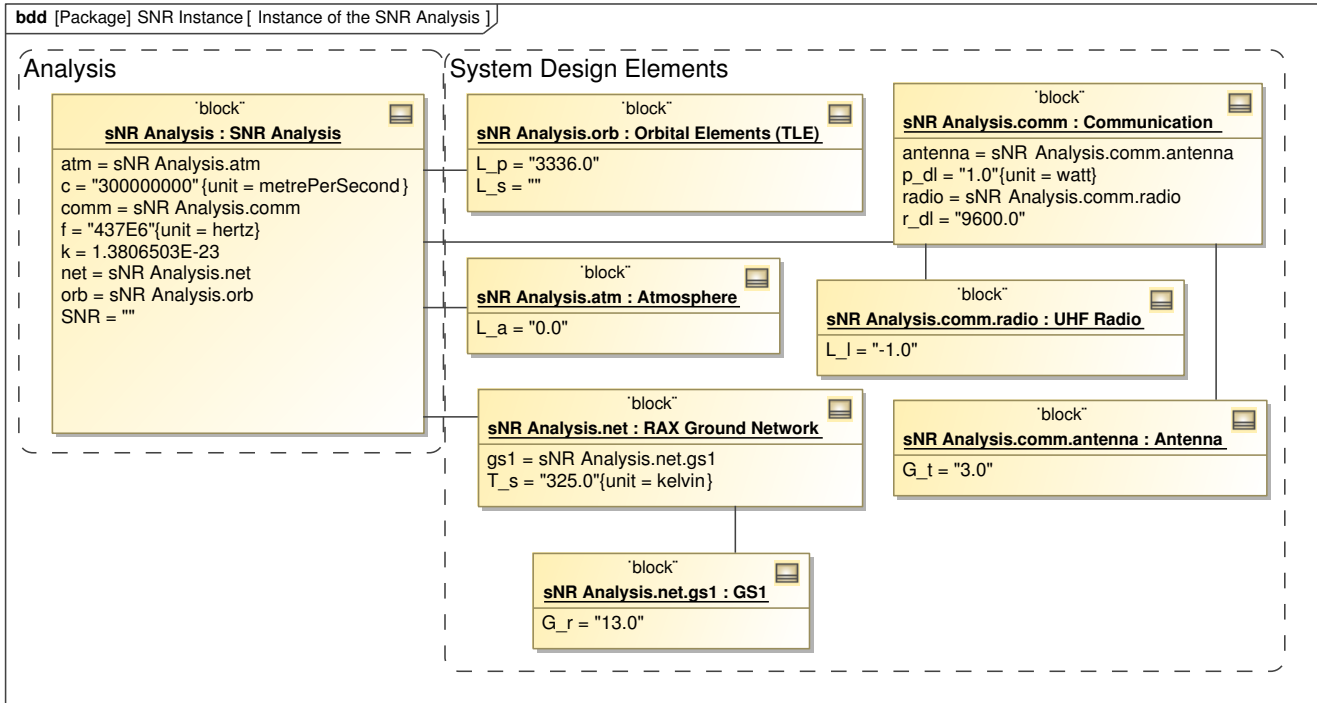 bdd [Package] SNR Instance [ Instance of the SNR Analysis ]
Analysis
˙block¨
sNR Analysis : SNR Analysis
atm = sNR Analysis.atm
c = "300000000"{unit = metrePerSecond}
comm = sNR Analysis.comm
f = "437E6"{unit = hertz}
k = 1.3806503E-23
net = sNR Analysis.net
orb = sNR Analysis.orb
SNR = ""
System Design Elements
˙block¨
sNR Analysis.orb : Orbital Elements (TLE)
L_p = "3336.0"
L_s = ""
˙block¨
sNR Analysis.comm : Communication
antenna = sNR Analysis.comm.antenna
p_dl = "1.0"{unit = watt}
radio = sNR Analysis.comm.radio
r_dl = "9600.0"
˙block¨
sNR Analysis.atm : Atmosphere
L_a = "0.0"
˙block¨
sNR Analysis.comm.radio : UHF Radio
L_l = "-1.0"
˙block¨
sNR Analysis.net : RAX Ground Network
gs1 = sNR Analysis.net.gs1
T_s = "325.0"{unit = kelvin}
˙block¨
sNR Analysis.comm.antenna : Antenna
G_t = "3.0"
˙block¨
sNR Analysis.net.gs1 : GS1
G_r = "13.0"